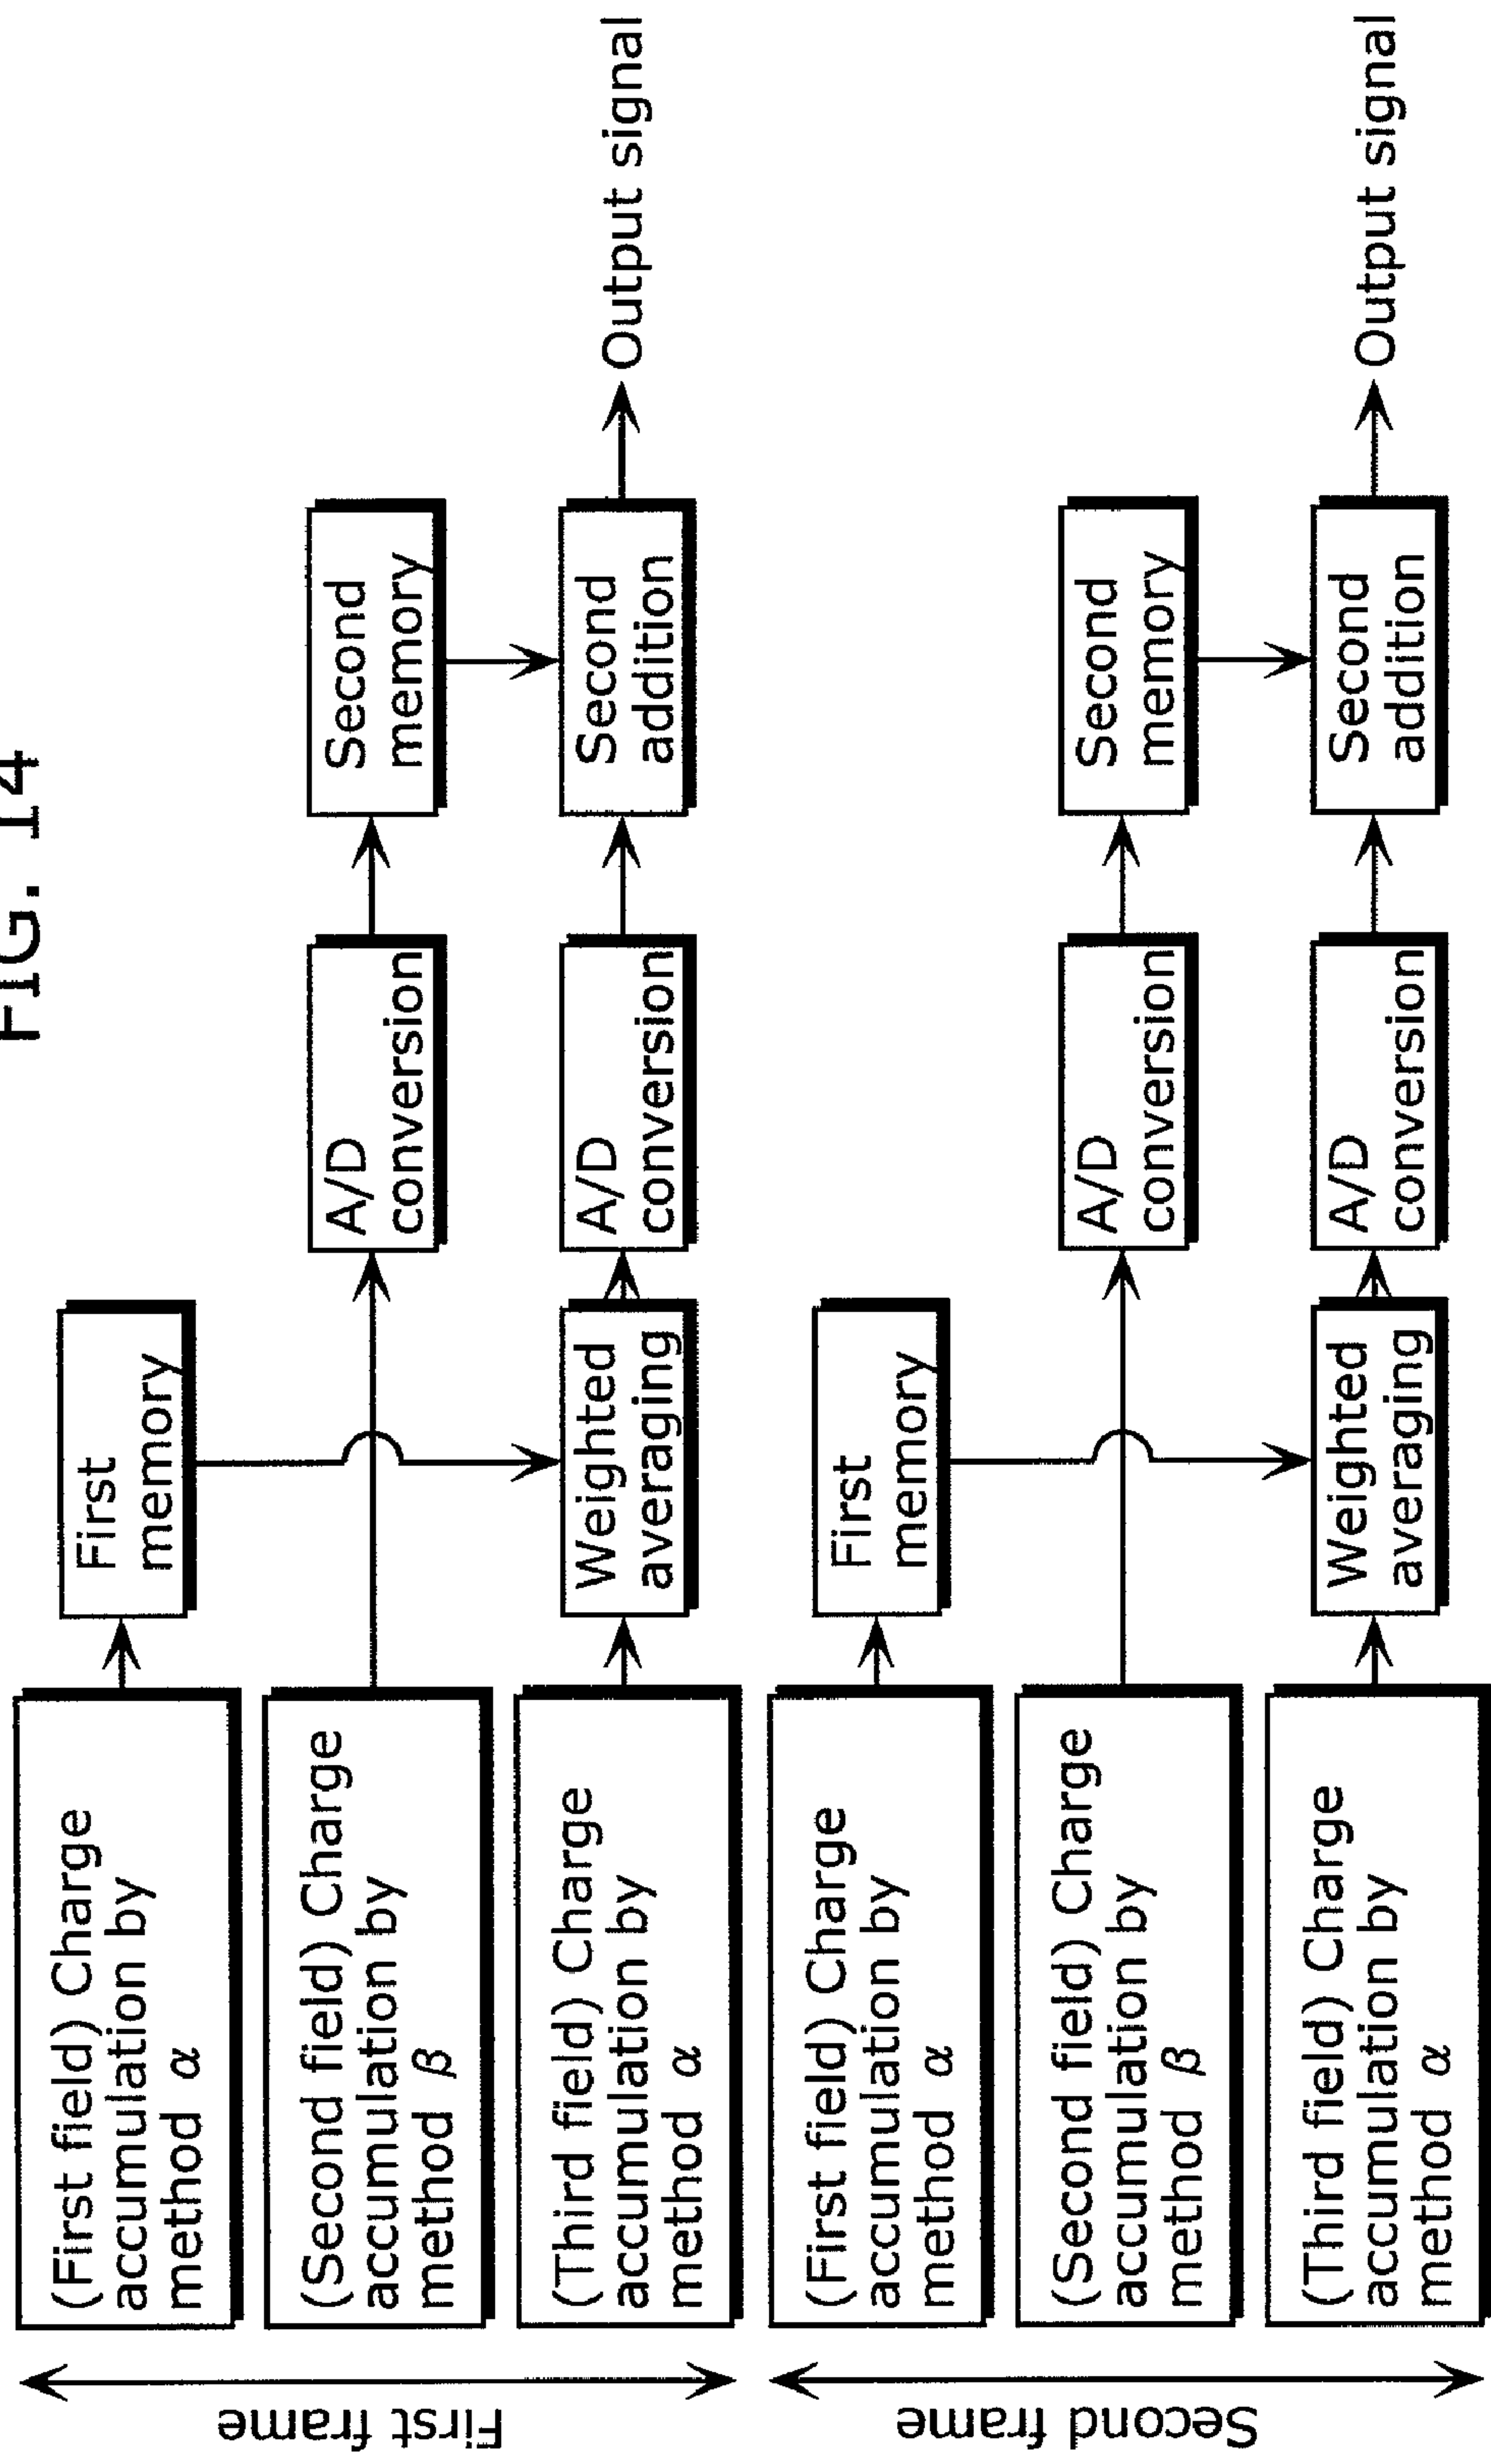 FIG. 14
First frame
(First field) Charge
accumulation by
method α
First
memory
(Second field) Charge
accumulation by
method β
A/D
conversion
Second
memory
(Third field) Charge
accumulation by
method α
Weighted
averaging
A/D
conversion
Second
addition
Output signal
Second frame
(First field) Charge
accumulation by
method α
First
memory
(Second field) Charge
accumulation by
method β
A/D
conversion
Second
memory
(Third field) Charge
accumulation by
method α
Weighted
averaging
A/D
conversion
Second
addition
Output signal